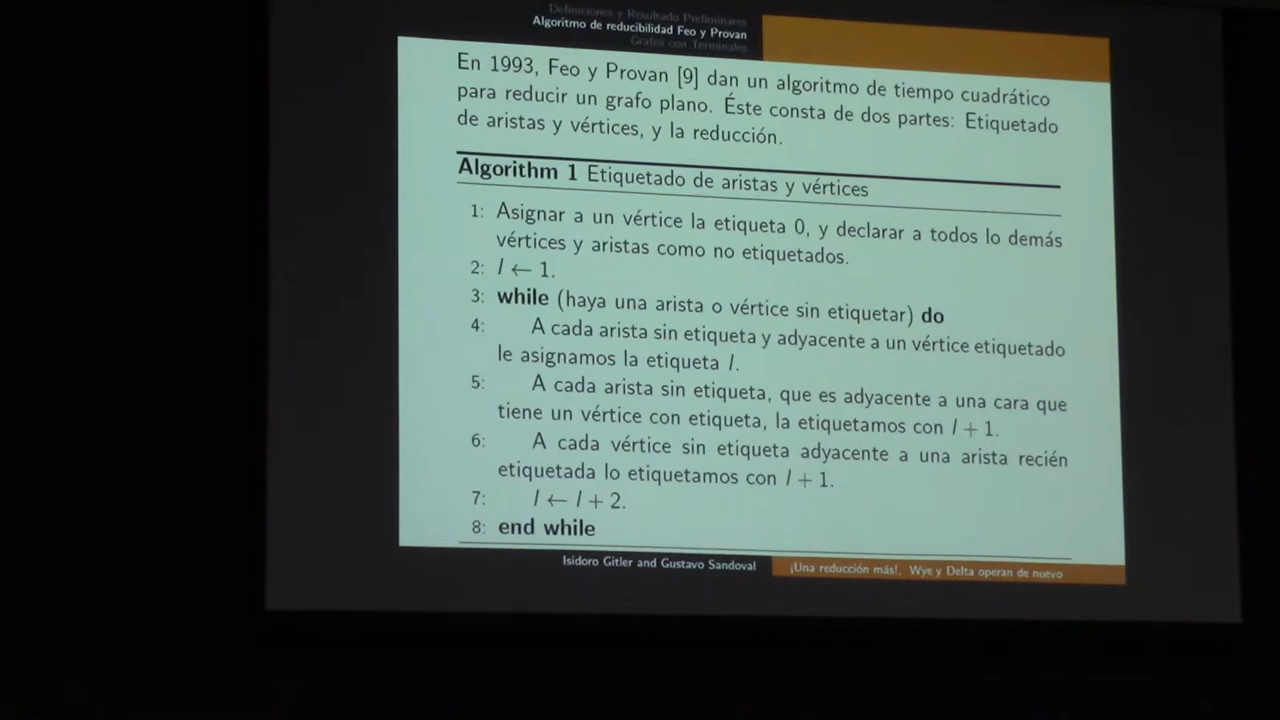 Definiciones y Resultado Preliminares
Algoritmo de reducibilidad Feo y Provan
Grafos con Terminales
En 1993, Feo y Provan [9] dan un algoritmo de tiempo cuadrático
para reducir un grafo plano. Éste consta de dos partes: Etiquetado
de aristas y vértices, y la reducción.
Algorithm 1 Etiquetado de aristas y vértices
1: Asignar a un vértice la etiqueta 0, y declarar a todos lo demás
vértices y aristas como no etiquetados.
2: l ← 1.
3: while (haya una arista o vértice sin etiquetar) do
4: A cada arista sin etiqueta y adyacente a un vértice etiquetado
le asignamos la etiqueta l.
5: A cada arista sin etiqueta, que es adyacente a una cara que
tiene un vértice con etiqueta, la etiquetamos con l + 1.
6: A cada vértice sin etiqueta adyacente a una arista recién
etiquetada lo etiquetamos con l + 1.
7: l ← l + 2.
8: end while
Isidoro Gitler and Gustavo Sandoval
¡Una reducción más!, Wye y Delta operan de nuevo